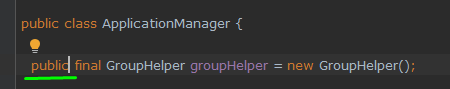 public class ApplicationManager {
public final GroupHelper groupHelper = new GroupHelper();